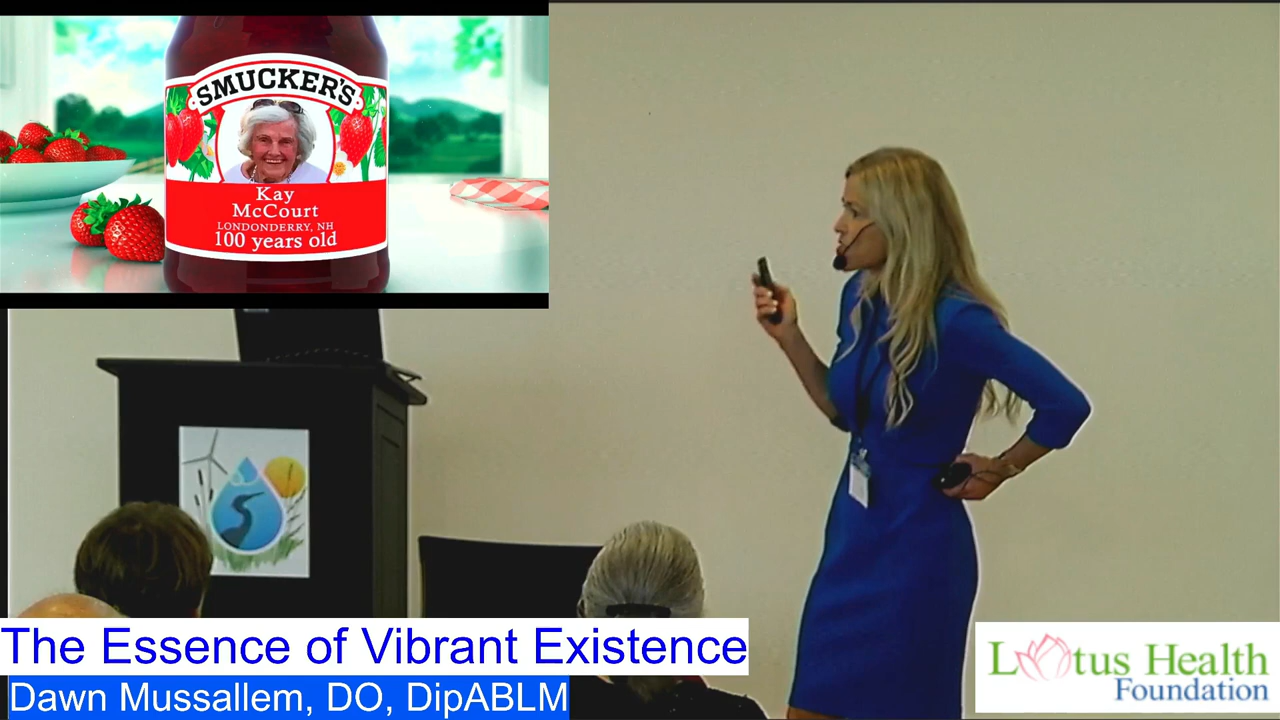 SMUCKER'S
Kay
McCourt
LONDONDERRY, NH
100 years old
The Essence of Vibrant Existence
Dawn Mussallem, DO, DipABLM
Lotus Health
Foundation